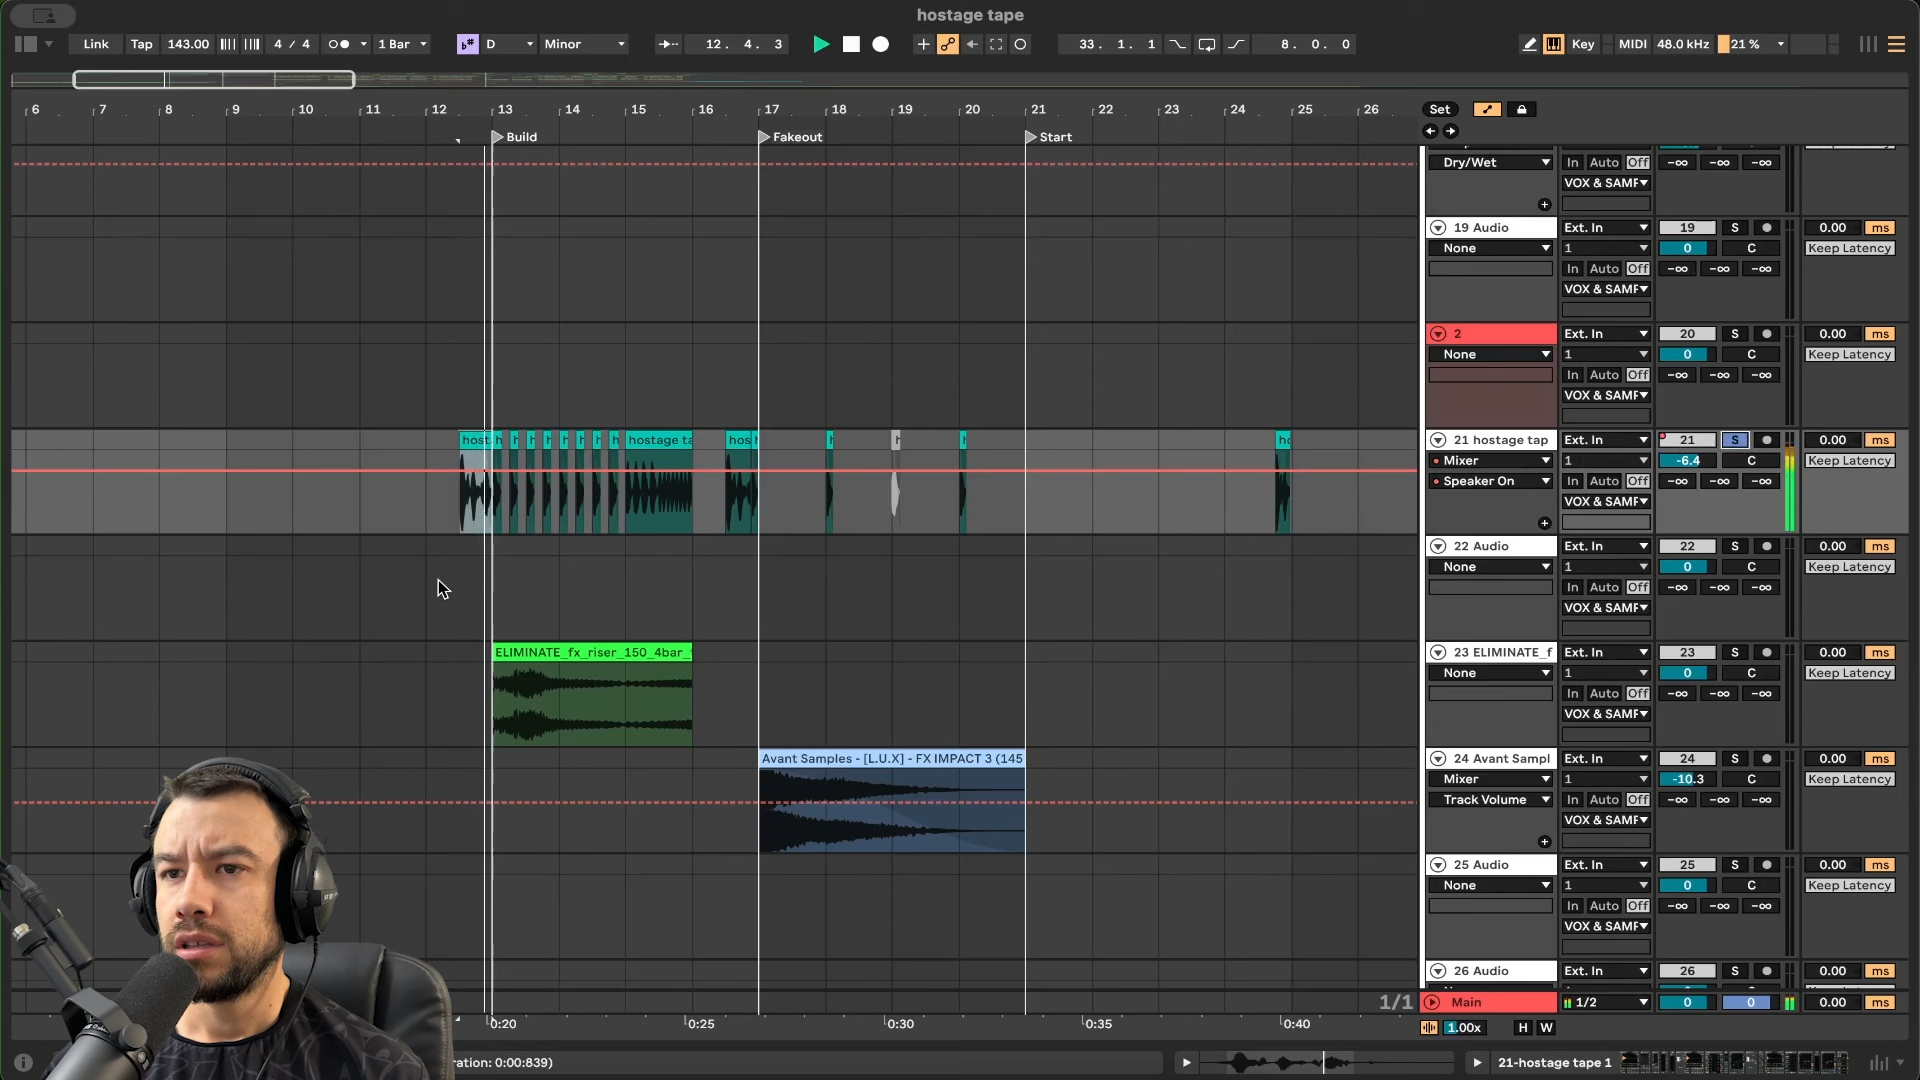 hostage tape
Link Tap 143.00 4 / 4 1 Bar D Minor 12. 4. 3 33. 1. 1 8. 0. 0 Key MIDI 48.0 kHz 21 %
6 7 8 9 10 11 12 13 14 15 16 17 18 19 20 21 22 23 24 25 26 Set
Build Fakeout Start
Dry/Wet In Auto Off -∞ -∞ -∞
VOX & SAMF
19 Audio Ext. In 19 S 0.00 ms
None 1 0 C Keep Latency
In Auto Off -∞ -∞ -∞
VOX & SAMF
2 Ext. In 20 S 0.00 ms
None 1 0 C Keep Latency
In Auto Off -∞ -∞ -∞
VOX & SAMF
host h h h h h h h h hostage ta hos h h h h ho 21 hostage tap Ext. In 21 S 0.00 ms
Mixer 1 -6.4 C Keep Latency
Speaker On In Auto Off -∞ -∞ -∞
VOX & SAMF
22 Audio Ext. In 22 S 0.00 ms
None 1 0 C Keep Latency
In Auto Off -∞ -∞ -∞
VOX & SAMF
ELIMINATE_fx_riser_150_4bar_ 23 ELIMINATE_f Ext. In 23 S 0.00 ms
None 1 0 C Keep Latency
In Auto Off -∞ -∞ -∞
VOX & SAMF
Avant Samples - [L.U.X] - FX IMPACT 3 (145 24 Avant Sampl Ext. In 24 S 0.00 ms
Mixer 1 -10.3 C Keep Latency
Track Volume In Auto Off -∞ -∞ -∞
VOX & SAMF
25 Audio Ext. In 25 S 0.00 ms
None 1 0 C Keep Latency
In Auto Off -∞ -∞ -∞
VOX & SAMF
26 Audio Ext. In 26 S 0.00 ms
1/1 Main 1/2 0 0 0.00 ms
0:20 0:25 0:30 0:35 0:40 1.00x H W
ration: 0:00:839) 21-hostage tape 1